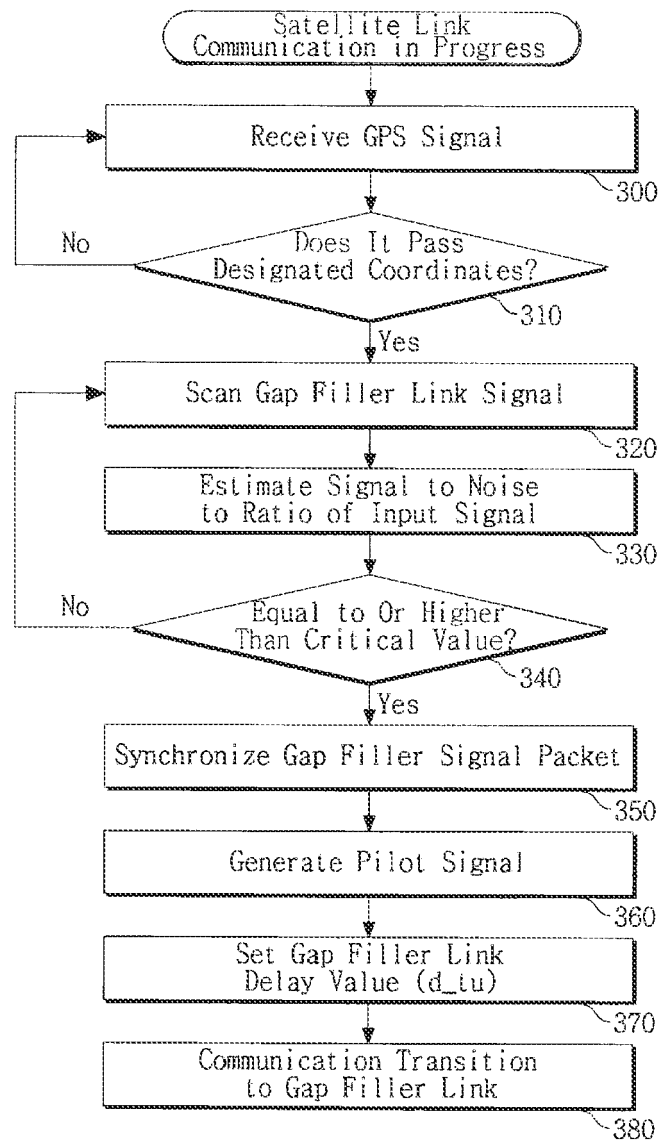 Satellite Link
Communication in Progress
Receive GPS Signal
300
No
Does It Pass
Designated Coordinates?
310
Yes
Scan Gap Filler Link Signal
320
Estimate Signal to Noise
to Ratio of Input Signal
330
No
Equal to Or Higher
Than Critical Value?
340
Yes
Synchronize Gap Filler Signal Packet
350
Generate Pilot Signal
360
Set Gap Filler Link
Delay Value (d_tu)
370
Communication Transition
to Gap Filler Link
380